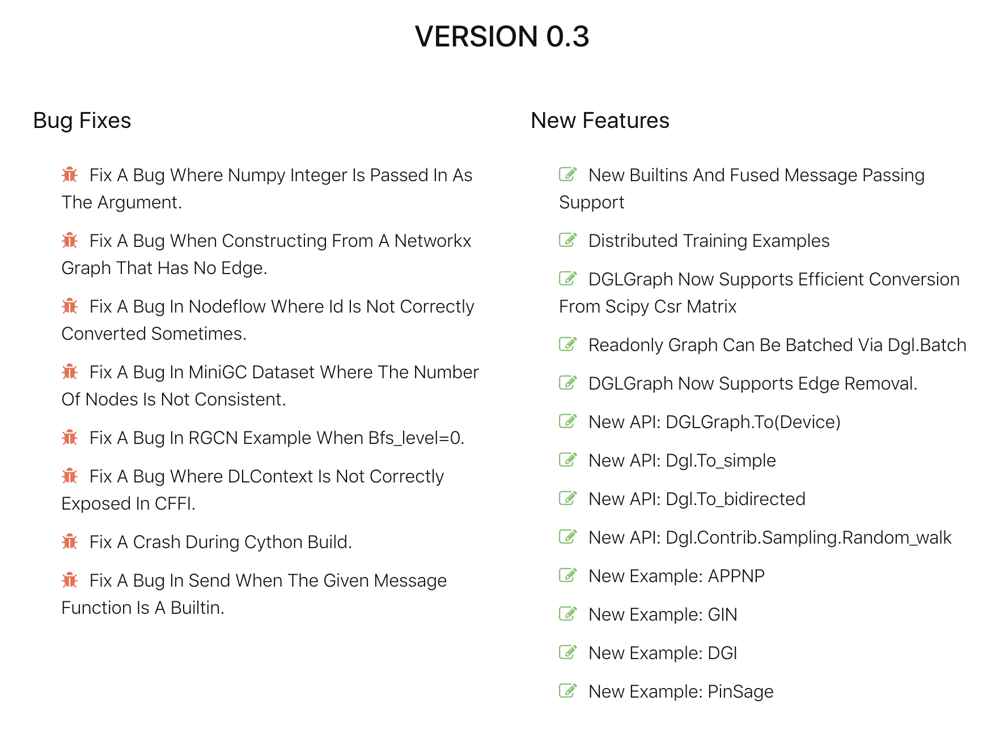 VERSION 0.3
Bug Fixes
Fix A Bug Where Numpy Integer Is Passed In As
The Argument.
Fix A Bug When Constructing From A Networkx
Graph That Has No Edge.
Fix A Bug In Nodeflow Where Id Is Not Correctly
Converted Sometimes.
Fix A Bug In MiniGC Dataset Where The Number
Of Nodes Is Not Consistent.
Fix A Bug In RGCN Example When Bfs_level=0.
Fix A Bug Where DLContext Is Not Correctly
Exposed In CFFI.
Fix A Crash During Cython Build.
Fix A Bug In Send When The Given Message
Function Is A Builtin.
New Features
New Builtins And Fused Message Passing
Support
Distributed Training Examples
DGLGraph Now Supports Efficient Conversion
From Scipy Csr Matrix
Readonly Graph Can Be Batched Via Dgl.Batch
DGLGraph Now Supports Edge Removal.
New API: DGLGraph.To(Device)
New API: Dgl.To_simple
New API: Dgl.To_bidirected
New API: Dgl.Contrib.Sampling.Random_walk
New Example: APPNP
New Example: GIN
New Example: DGI
New Example: PinSage